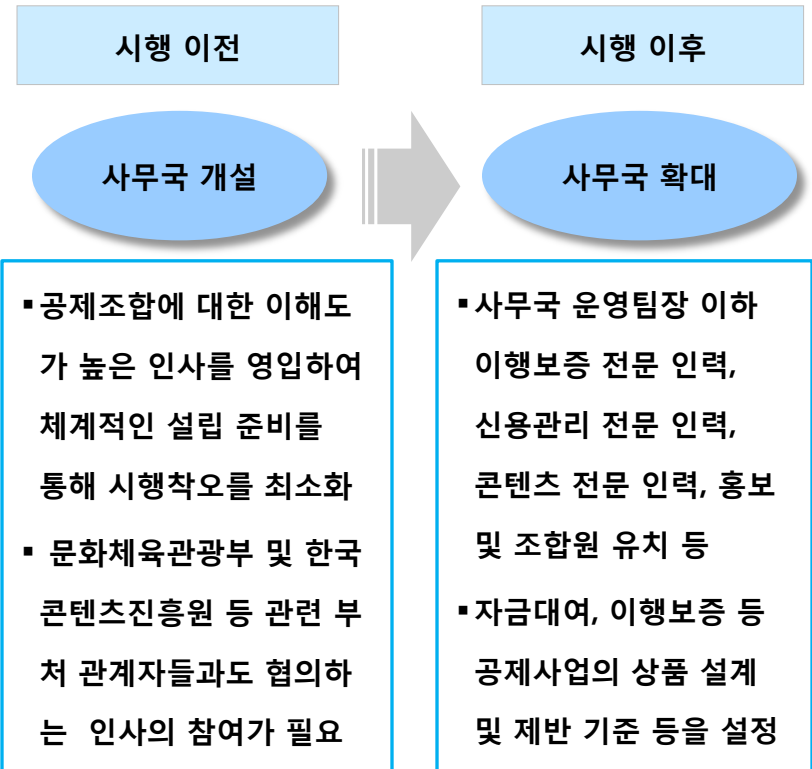 시행 이전
시행 이후
사무국 개설
사무국 확대
▪공제조합에 대한 이해도
가 높은 인사를 영입하여
체계적인 설립 준비를
통해 시행착오를 최소화
▪ 문화체육관광부 및 한국
콘텐츠진흥원 등 관련 부
처 관계자들과도 협의하
는 인사의 참여가 필요
▪사무국 운영팀장 이하
이행보증 전문 인력,
신용관리 전문 인력,
콘텐츠 전문 인력, 홍보
및 조합원 유치 등
▪자금대여, 이행보증 등
공제사업의 상품 설계
및 제반 기준 등을 설정